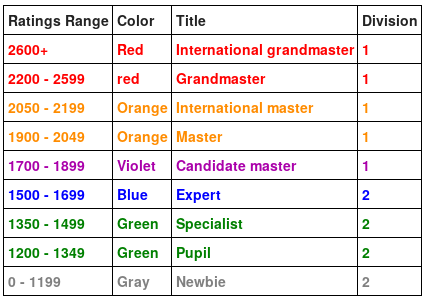 Ratings Range Color Title Division
2600+ Red International grandmaster 1
2200 - 2599 red Grandmaster 1
2050 - 2199 Orange International master 1
1900 - 2049 Orange Master 1
1700 - 1899 Violet Candidate master 1
1500 - 1699 Blue Expert 2
1350 - 1499 Green Specialist 2
1200 - 1349 Green Pupil 2
0 - 1199 Gray Newbie 2